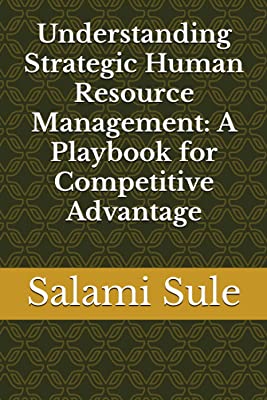 Understanding
Strategic Human
Resource
Management: A
Playbook for
Competitive
Advantage
Salami Sule